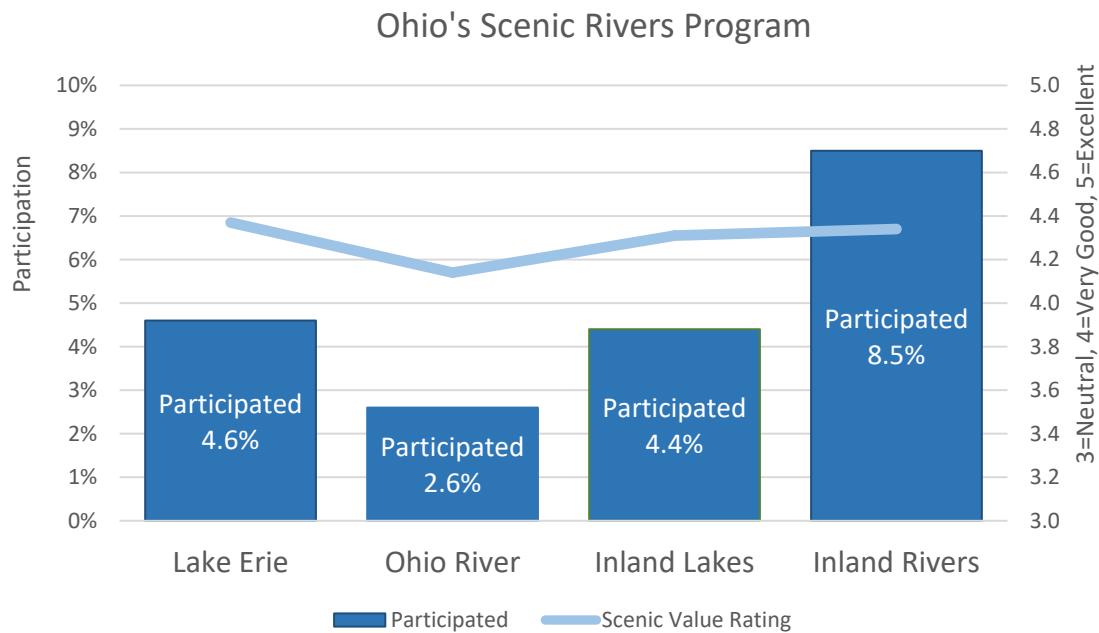 Ohio's Scenic Rivers Program
Participation
10%
9%
8%
7%
6%
5%
4%
3%
2%
1%
0%
Participated
4.6%
Participated
2.6%
Participated
4.4%
Participated
8.5%
5.0
4.8
4.6
4.4
4.2
4.0
3.8
3.6
3.4
3.2
3.0
3=Neutral, 4=Very Good, 5=Excellent
Lake Erie
Ohio River
Inland Lakes
Inland Rivers
Participated
Scenic Value Rating